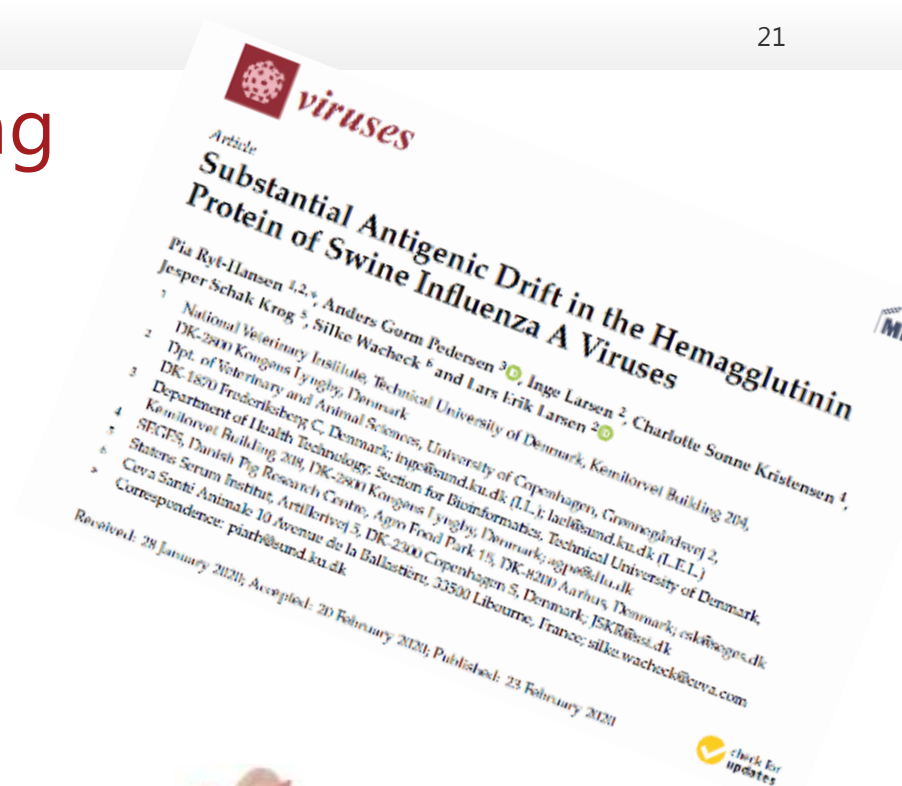 21
ng
viruses
Article
Substantial Antigenic Drift in the Hemagglutinin
Protein of Swine Influenza A Viruses
Pia Ryt-Hansen 1,2,*, Anders Gorm Pedersen 3, Inge Larsen 2, Charlotte Sonne Kristensen 4,
Jesper Schak Krog 5, Silke Wacheck 6 and Lars Erik Larsen 2
1 National Veterinary Institute, Technical University of Denmark, Kemitorvet Building 204,
DK-2800 Kongens Lyngby, Denmark
2 Dpt. of Veterinary and Animal Sciences, University of Copenhagen, Grønnegårdsvej 2,
DK-1870 Frederiksberg C, Denmark; inge@sund.ku.dk (I.L.); lael@sund.ku.dk (L.E.L.)
3 Department of Health Technology, Section for Bioinformatics, Technical University of Denmark,
Kemitorvet Building 208, DK-2800 Kongens Lyngby, Denmark;
4 SEGES, Danish Pig Research Centre, Agro Food Park 15, DK-8200 Aarhus, Denmark; csk@seges.dk
5 Statens Serum Institut, Artillerivej 5, DK-2300 Copenhagen S, Denmark; JSKR@ssi.dk
6 Ceva Santé Animale 10 Avenue de la Ballastière, 33500 Libourne, France; silke.wacheck@ceva.com
* Correspondence: piarh@sund.ku.dk
Received: 28 January 2020; Accepted: 20 February 2020; Published: 23 February 2020
check for
updates